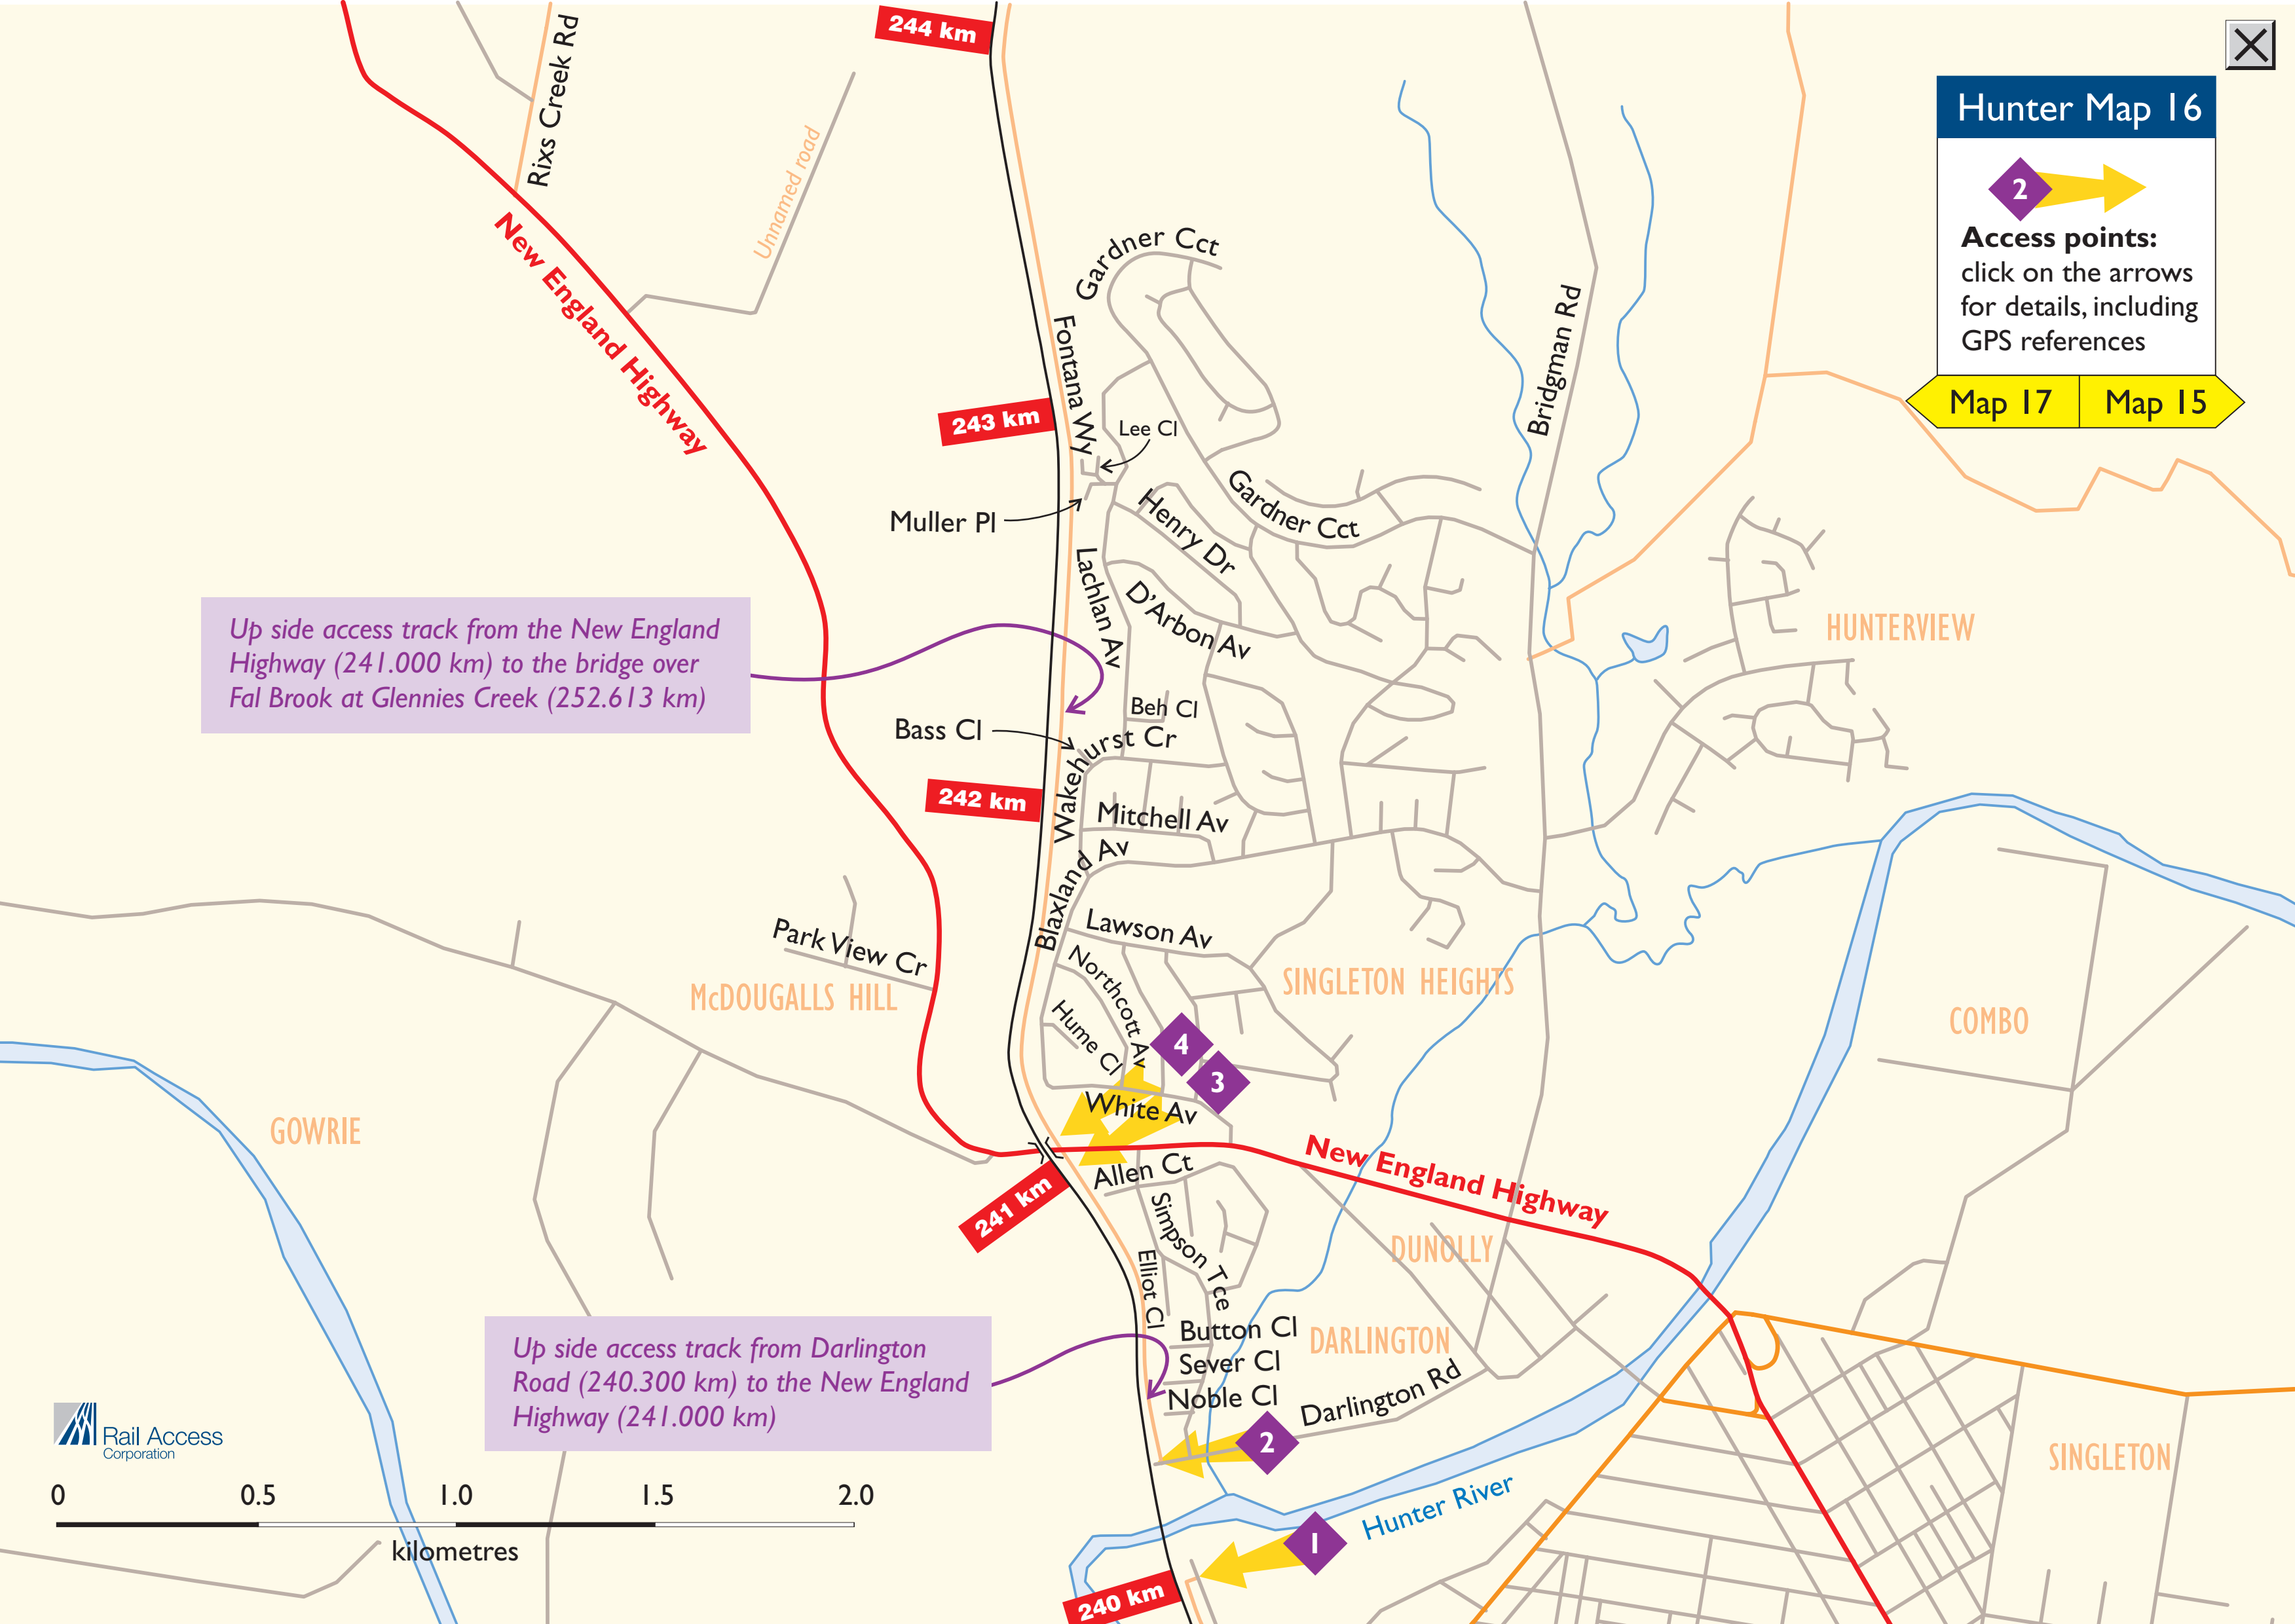 244 km
Rixs Creek Rd
Unnamed road
Hunter Map 16
2
Access points:
click on the arrows
for details, including
GPS references
Map 17
Map 15
New England Highway
Gardner Cct
Fontana Wy
Bridgman Rd
243 km
Lee Cl
Muller Pl
Henry Dr
Gardner Cct
Lachlan Av
D'Arbon Av
HUNTERVIEW
Up side access track from the New England
Highway (241.000 km) to the bridge over
Fal Brook at Glennies Creek (252.613 km)
Beh Cl
Bass Cl
Wakehurst Cr
242 km
Mitchell Av
Blaxland Av
Lawson Av
Park View Cr
McDOUGALLS HILL
Northcott Av
SINGLETON HEIGHTS
COMBO
Hume Cl
4
3
White Av
GOWRIE
New England Highway
Allen Ct
241 km
Simpson Tce
DUNOLLY
Elliot Cl
Button Cl
DARLINGTON
Sever Cl
Noble Cl
Darlington Rd
Up side access track from Darlington
Road (240.300 km) to the New England
Highway (241.000 km)
2
SINGLETON
Rail Access
Corporation
Hunter River
1
0 0.5 1.0 1.5 2.0
kilometres
240 km